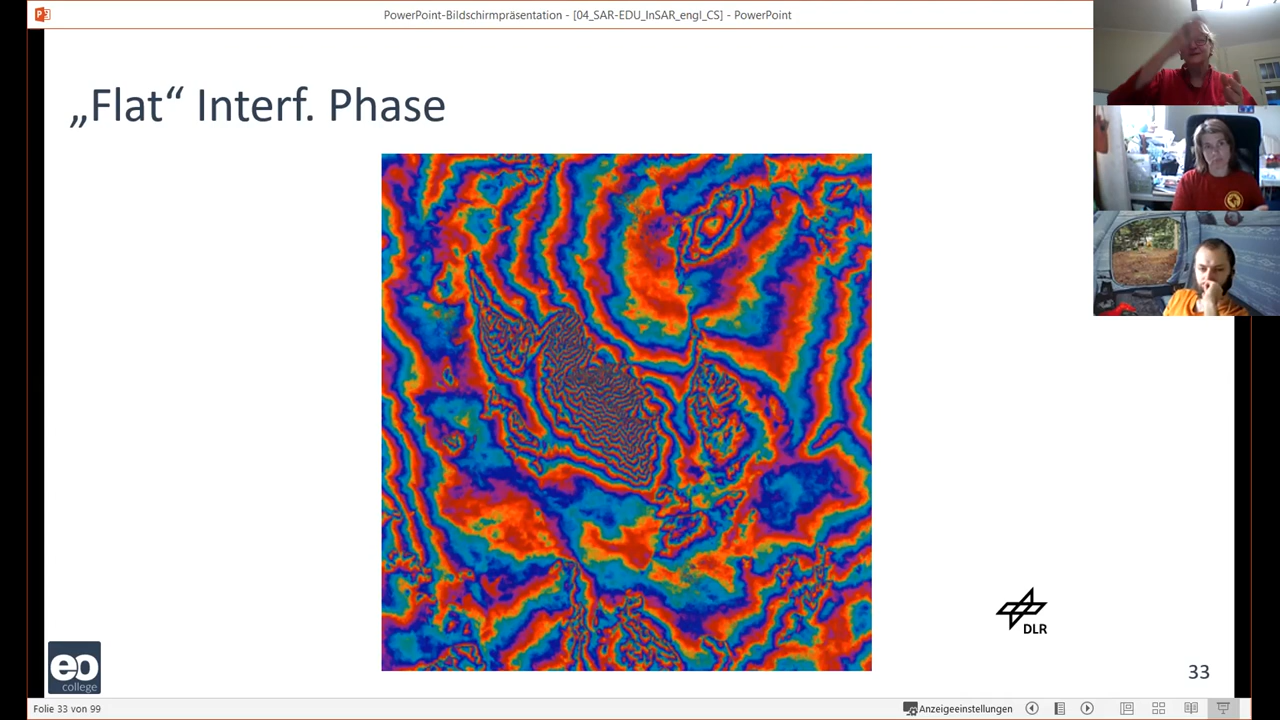 PowerPoint-Bildschirmpräsentation - [04_SAR-EDU_InSAR_engl_CS] - PowerPoint
„Flat“ Interf. Phase
DLR
eo
college
33
Folie 33 von 99
Anzeigeeinstellungen